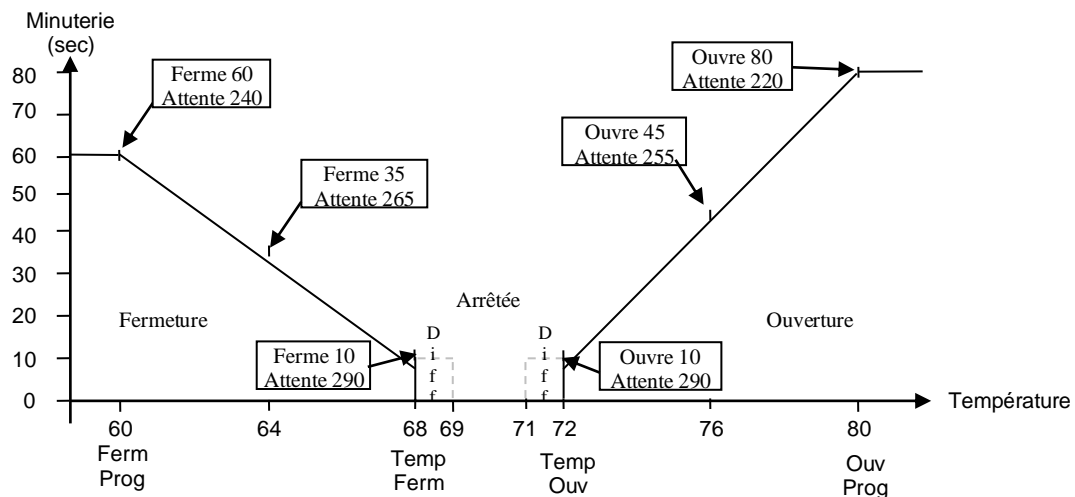 Minuterie
(sec)
Ferme 60
Attente 240
Ouvre 80
Attente 220
80
70
60
50
40
30
20
10
0
Ferme 35
Attente 265
Ouvre 45
Attente 255
Fermeture
Arrêtée
Ouverture
Ferme 10
Attente 290
D
i
f
f
D
i
f
f
Ouvre 10
Attente 290
Température
60
64
68
69
71
72
76
80
Ferm
Prog
Temp
Ferm
Temp
Ouv
Ouv
Prog